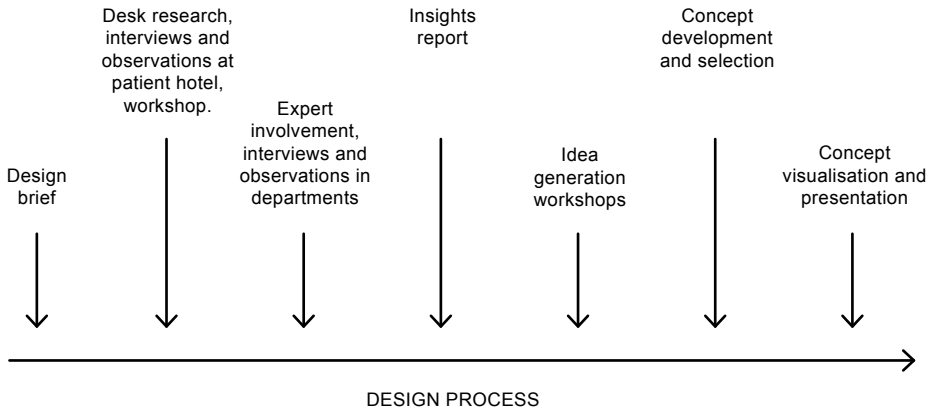 Design
brief
Desk research,
interviews and
observations at
patient hotel,
workshop.
Expert
involvement,
interviews and
observations in
departments
Insights
report
Idea
generation
workshops
Concept
development
and selection
Concept
visualisation and
presentation
DESIGN PROCESS